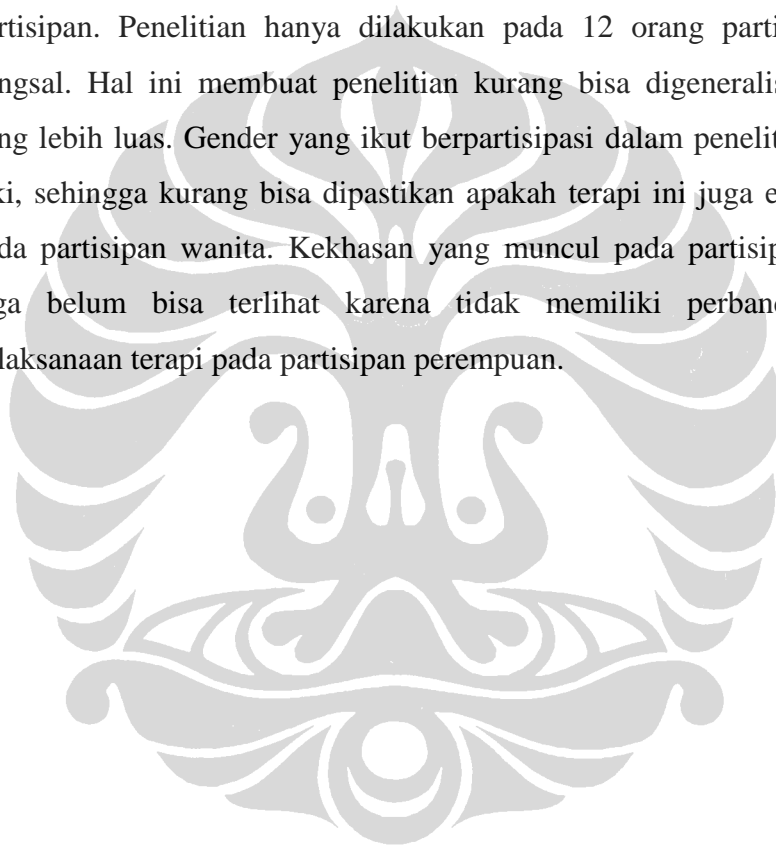 rtisipan. Penelitian hanya dilakukan pada 12 orang parti
ngsal. Hal ini membuat penelitian kurang bisa digeneralis
ng lebih luas. Gender yang ikut berpartisipasi dalam penelit
ki, sehingga kurang bisa dipastikan apakah terapi ini juga e
da partisipan wanita. Kekhasan yang muncul pada partisip
ga belum bisa terlihat karena tidak memiliki perban
laksanaan terapi pada partisipan perempuan.